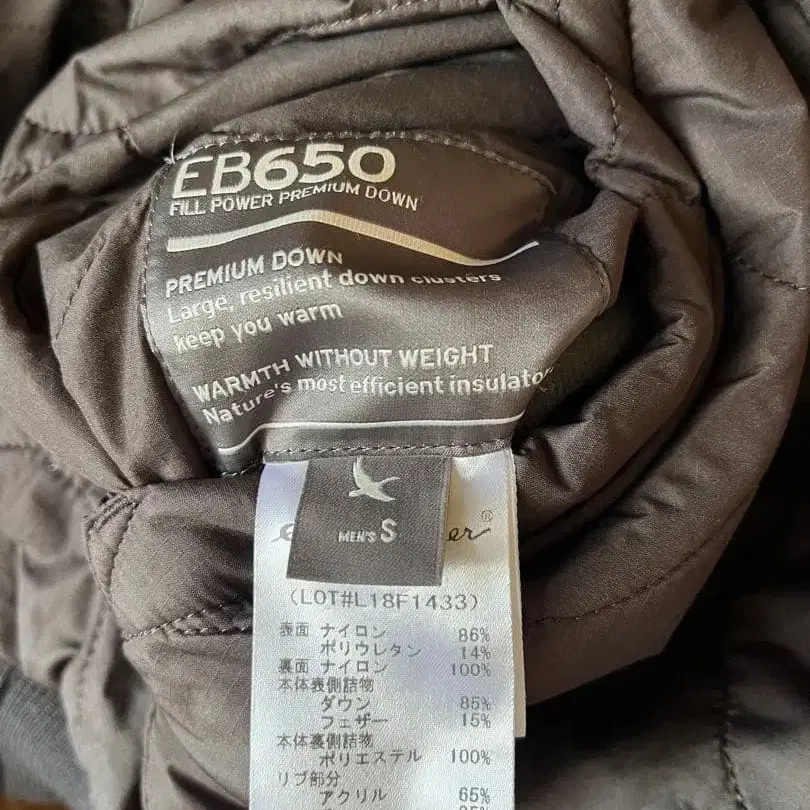 EB650
FILL POWER PREMIUM DOWN
PREMIUM DOWN
Large, resilient down clusters
keep you warm
WARMTH WITHOUT WEIGHT
Nature's most efficient insulato
MEN'S S
er®
(LOT#L18F1433)
表面 ナイロン 86%
ポリウレタン 14%
裏面 ナイロン 100%
本体表側詰物
ダウン 85%
フェザー 15%
本体裏側詰物
ポリエステル 100%
リブ部分
アクリル 65%